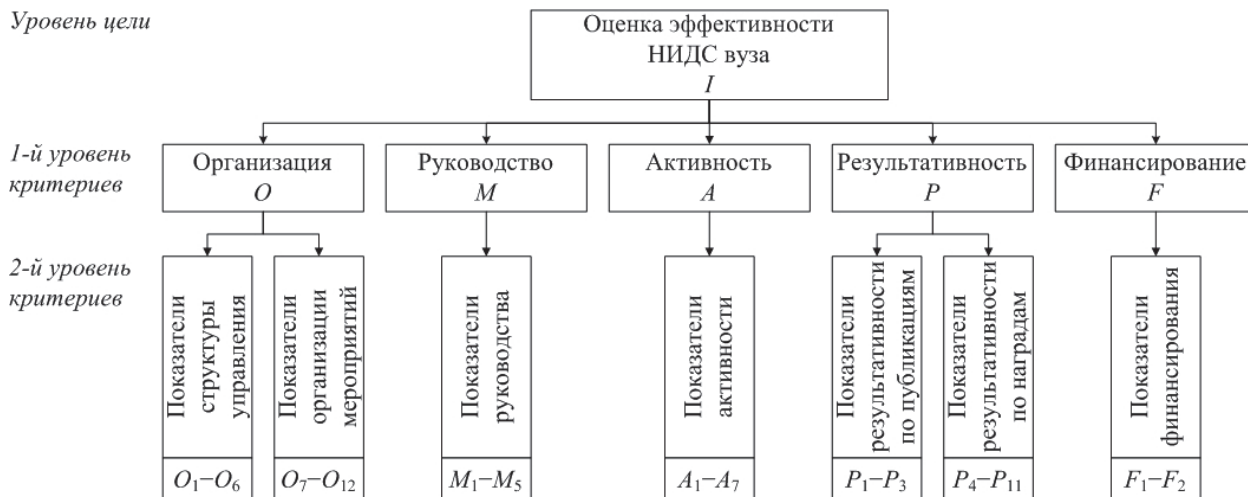 Уровень цели
Оценка эффективности
НИДС вуза
I
1-й уровень
критериев
Организация
O
Руководство
M
Активность
A
Результативность
P
Финансирование
F
2-й уровень
критериев
Показатели
структуры
управления
Показатели
организации
мероприятий
Показатели
руководства
Показатели
активности
Показатели
результативности
по публикациям
Показатели
результативности
по наградам
Показатели
финансирования
O₁–O₆
O₇–O₁₂
M₁–M₅
A₁–A₇
P₁–P₃
P₄–P₁₁
F₁–F₂